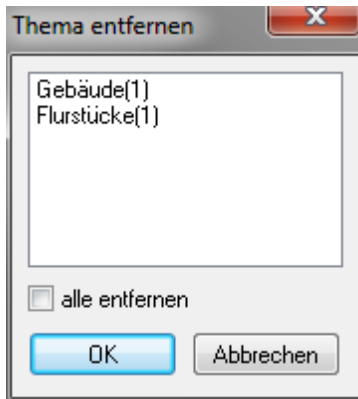 Thema entfernen
Gebäude(1)
Flurstücke(1)
alle entfernen
OK
Abbrechen